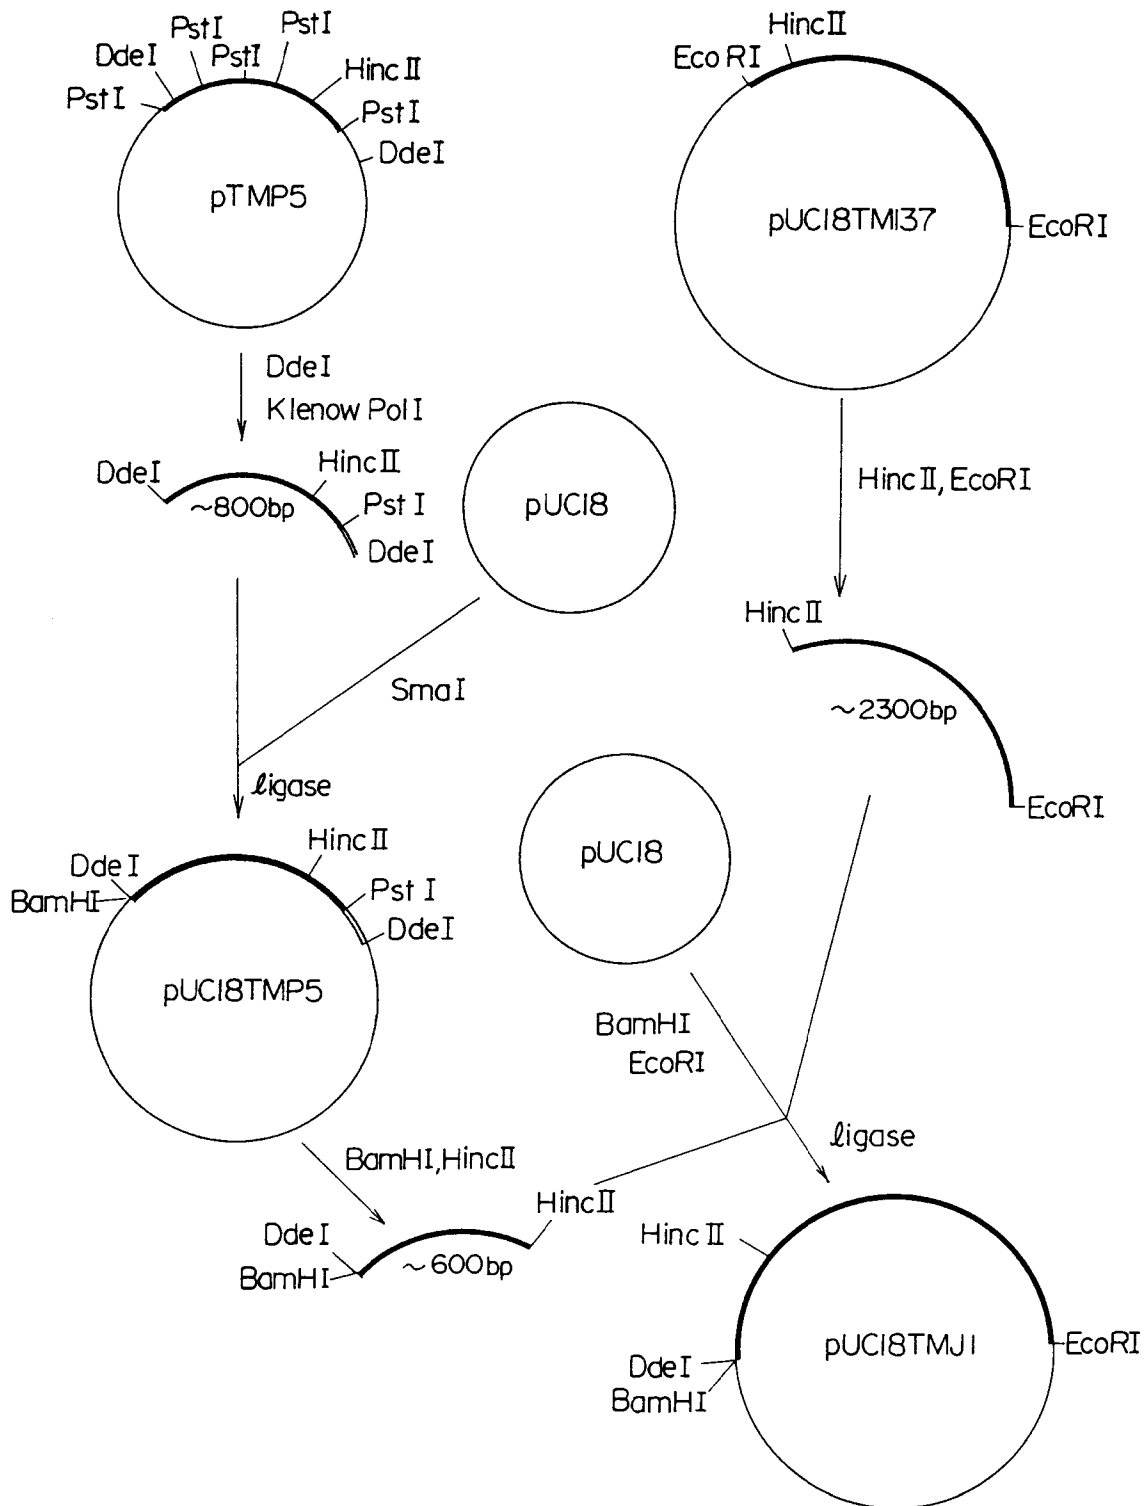 PstI
PstI
DdeI
PstI
HincII
PstI
PstI
DdeI
pTMP5
HincII
EcoRI
pUC18TM137
EcoRI
DdeI
Klenow PolI
DdeI
HincII
~800bp
PstI
DdeI
pUC18
HincII, EcoRI
SmaI
HincII
~2300bp
EcoRI
ligase
HincII
DdeI
PstI
BamHI
DdeI
pUC18TMP5
pUC18
BamHI
EcoRI
BamHI, HincII
ligase
HincII
DdeI
~600bp
BamHI
HincII
pUC18TMJ1
EcoRI
DdeI
BamHI